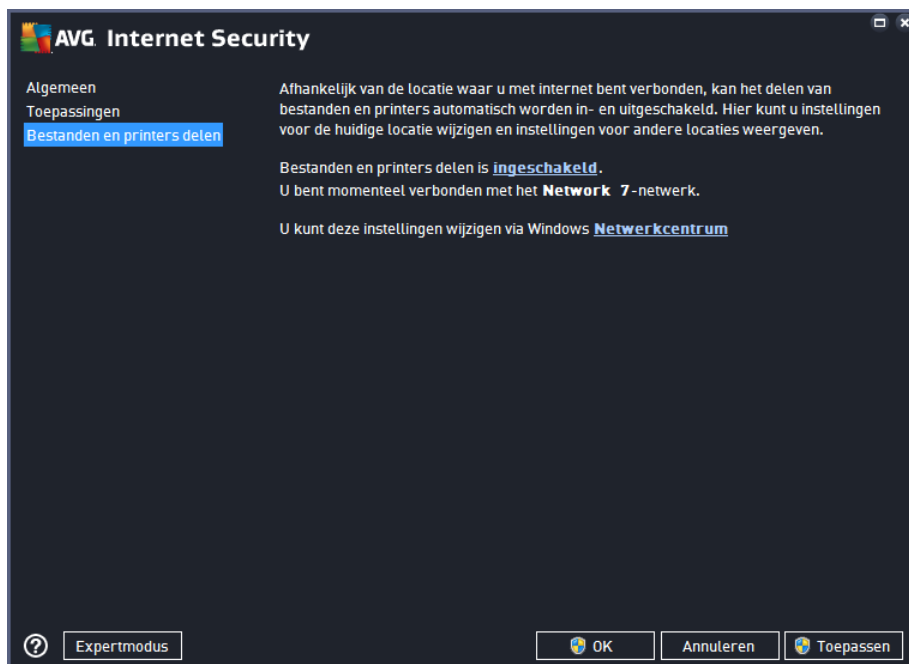 AVG Internet Security
Algemeen
Toepassingen
Bestanden en printers delen
Afhankelijk van de locatie waar u met internet bent verbonden, kan het delen van
bestanden en printers automatisch worden in- en uitgeschakeld. Hier kunt u instellingen
voor de huidige locatie wijzigen en instellingen voor andere locaties weergeven.
Bestanden en printers delen is ingeschakeld.
U bent momenteel verbonden met het Network 7-netwerk.
U kunt deze instellingen wijzigen via Windows Netwerkcentrum
? Expertmodus OK Annuleren Toepassen